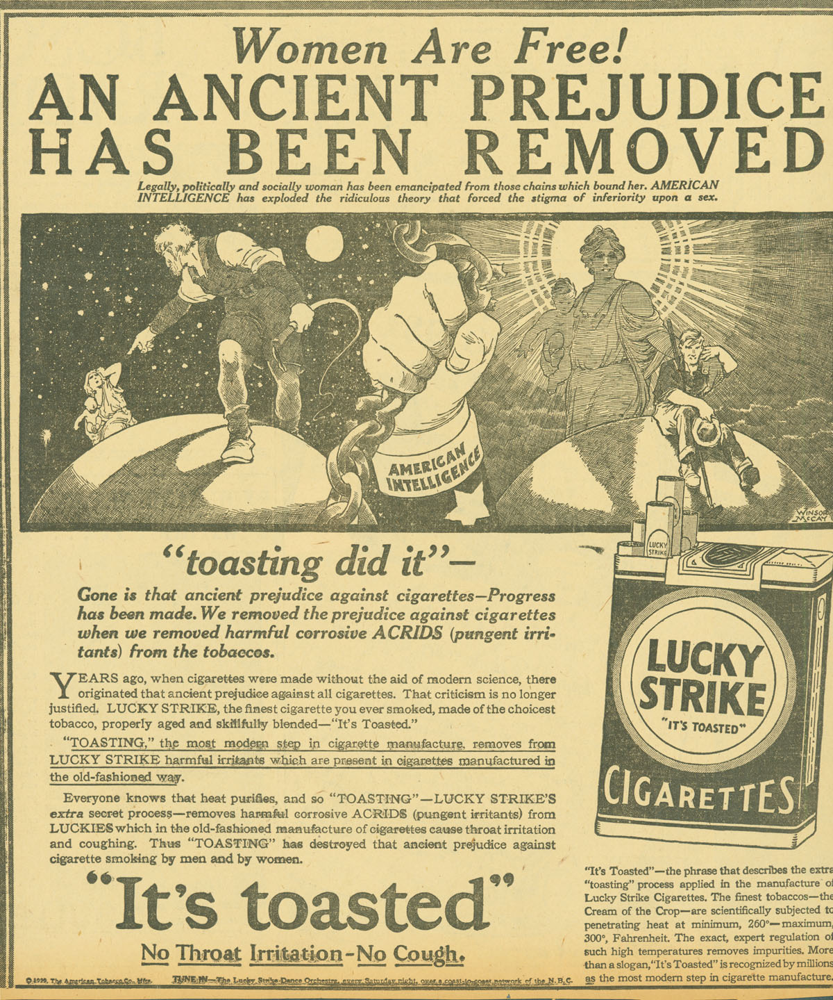 Women Are Free!
AN ANCIENT PREJUDICE
HAS BEEN REMOVED
Legally, politically and socially woman has been emancipated from those chains which bound her. AMERICAN
INTELLIGENCE has exploded the ridiculous theory that forced the stigma of inferiority upon a sex.
AMERICAN
INTELLIGENCE
WINSOR
McCAY
"toasting did it"—
Gone is that ancient prejudice against cigarettes—Progress
has been made. We removed the prejudice against cigarettes
when we removed harmful corrosive ACRIDS (pungent irri-
tants) from the tobaccos.
YEARS ago, when cigarettes were made without the aid of modern science, there
originated that ancient prejudice against all cigarettes. That criticism is no longer
justified. LUCKY STRIKE, the finest cigarette you ever smoked, made of the choicest
tobacco, properly aged and skillfully blended—"It's Toasted."
"TOASTING," the most modern step in cigarette manufacture, removes from
LUCKY STRIKE harmful irritants which are present in cigarettes manufactured in
the old-fashioned way.
Everyone knows that heat purifies, and so "TOASTING"—LUCKY STRIKE'S
extra secret process—removes harmful corrosive ACRIDS (pungent irritants) from
LUCKIES which in the old-fashioned manufacture of cigarettes cause throat irritation
and coughing. Thus "TOASTING" has destroyed that ancient prejudice against
cigarette smoking by men and by women.
"It's toasted"
No Throat Irritation-No Cough.
© 1929, The American Tobacco Co., Mfrs.
TUNE IN—The Lucky Strike Dance Orchestra, every Saturday night, over a coast-to-coast network of the N.B.C.
LUCKY
STRIKE
LUCKY
STRIKE
"IT'S TOASTED"
CIGARETTES
"It's Toasted"—the phrase that describes the extra
"toasting" process applied in the manufacture of
Lucky Strike Cigarettes. The finest tobaccos—the
Cream of the Crop—are scientifically subjected to
penetrating heat at minimum, 260°—maximum,
300°, Fahrenheit. The exact, expert regulation of
such high temperatures removes impurities. More
than a slogan, "It's Toasted" is recognized by millions
as the most modern step in cigarette manufacture.